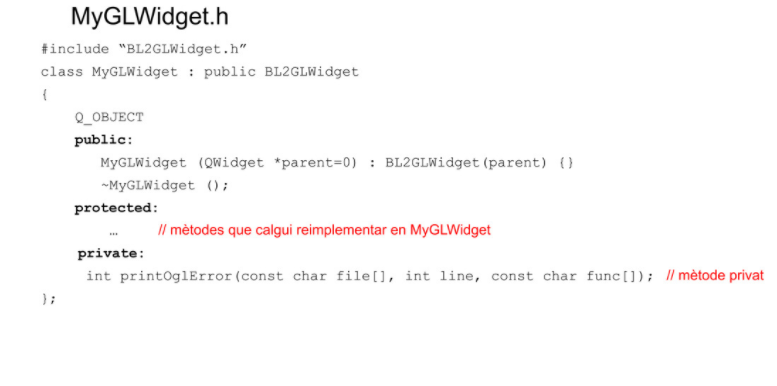 MyGLWidget.h
#include “BL2GLWidget.h”
class MyGLWidget : public BL2GLWidget
{
Q_OBJECT
public:
MyGLWidget (QWidget *parent=0) : BL2GLWidget(parent) {}
~MyGLWidget ();
protected:
… // mètodes que calgui reimplementar en MyGLWidget
private:
int printOglError(const char file[], int line, const char func[]); // mètode privat
};